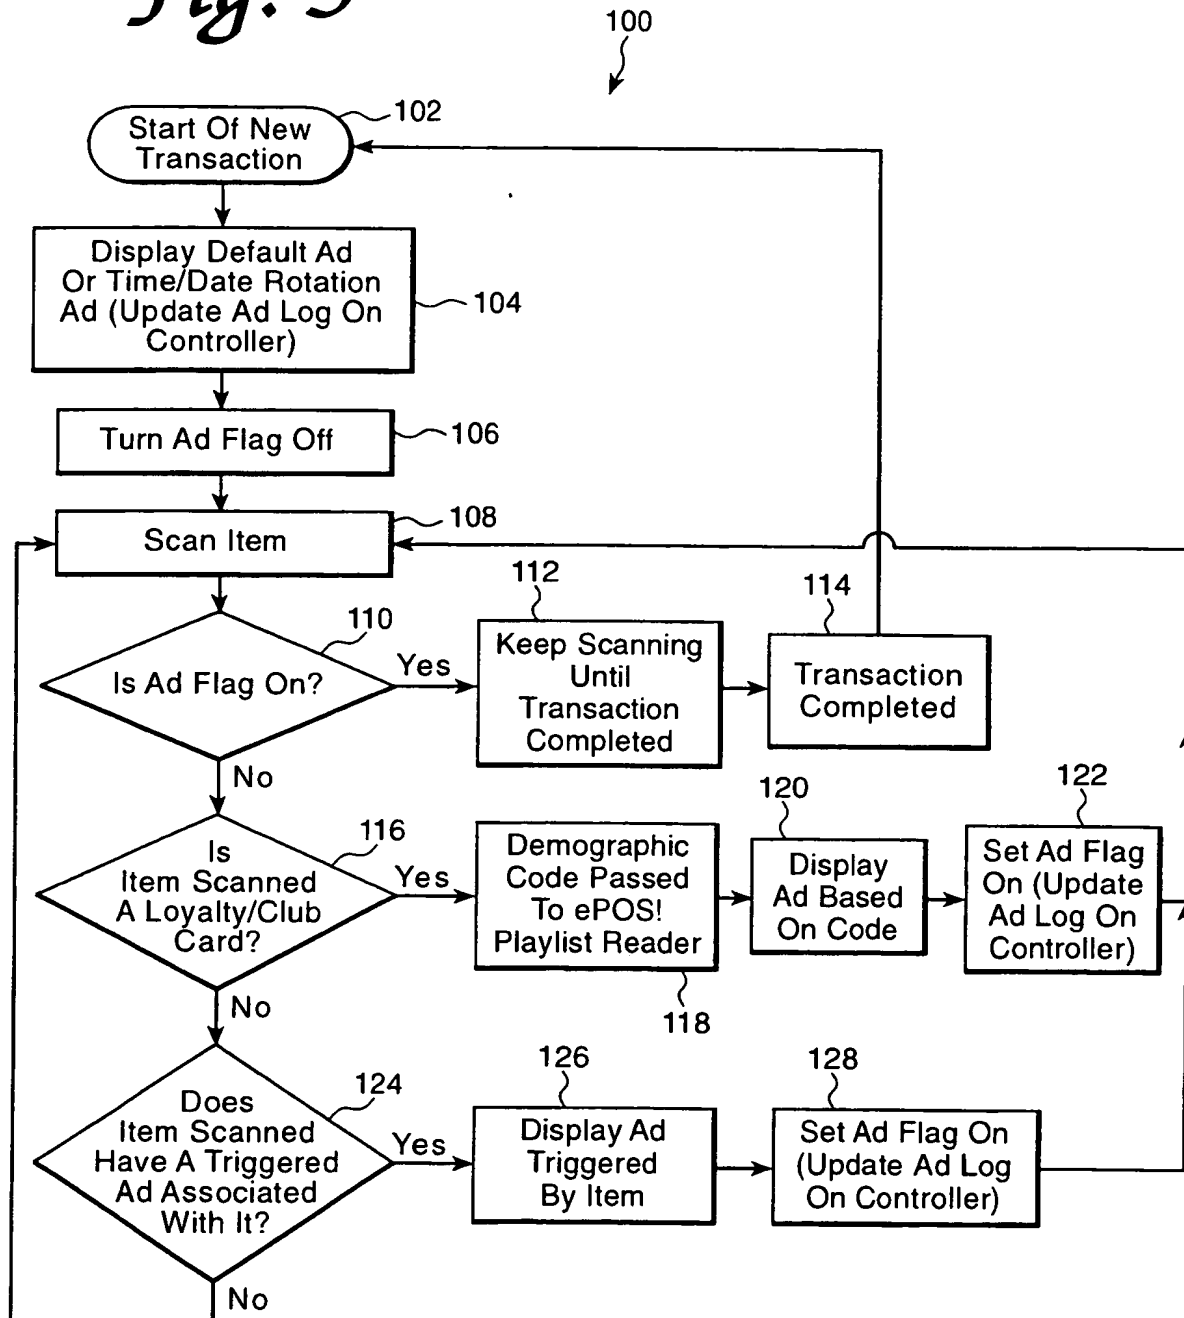 Fig. 5
100
Start Of New
Transaction
102
Display Default Ad
Or Time/Date Rotation
Ad (Update Ad Log On
Controller)
104
Turn Ad Flag Off
106
Scan Item
108
Is Ad Flag On?
110
Yes
Keep Scanning
Until
Transaction
Completed
112
Transaction
Completed
114
No
Is
Item Scanned
A Loyalty/Club
Card?
116
Yes
Demographic
Code Passed
To ePOS!
Playlist Reader
118
Display
Ad Based
On Code
120
Set Ad Flag
On (Update
Ad Log On
Controller)
122
No
Does
Item Scanned
Have A Triggered
Ad Associated
With It?
124
Yes
Display Ad
Triggered
By Item
126
Set Ad Flag On
(Update Ad Log
On Controller)
128
No